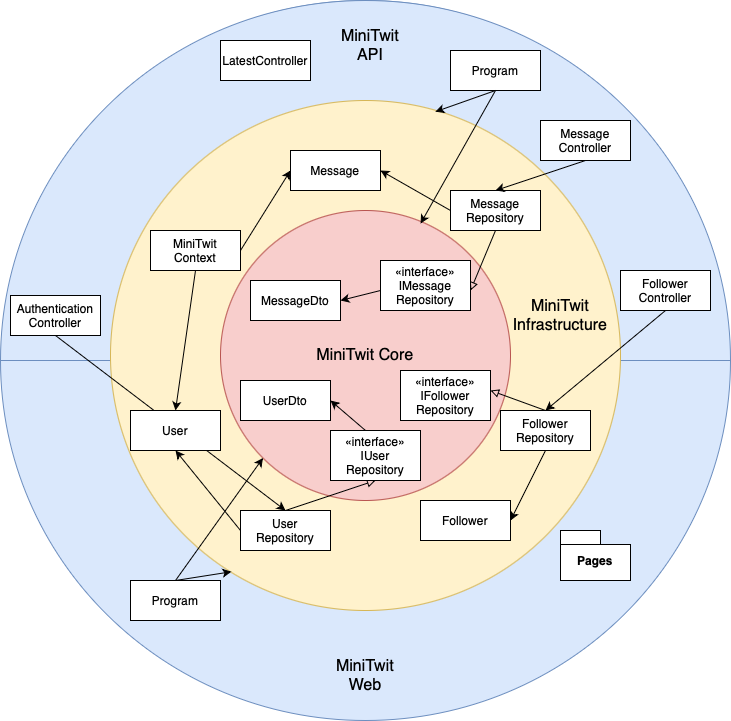 MiniTwit
API
LatestController
Program
Message
Controller
Message
Message
Repository
MiniTwit
Context
«interface»
IMessage
Repository
MessageDto
Follower
Controller
Authentication
Controller
MiniTwit
Infrastructure
MiniTwit Core
«interface»
IFollower
Repository
UserDto
User
«interface»
IUser
Repository
Follower
Repository
User
Repository
Follower
Pages
Program
MiniTwit
Web